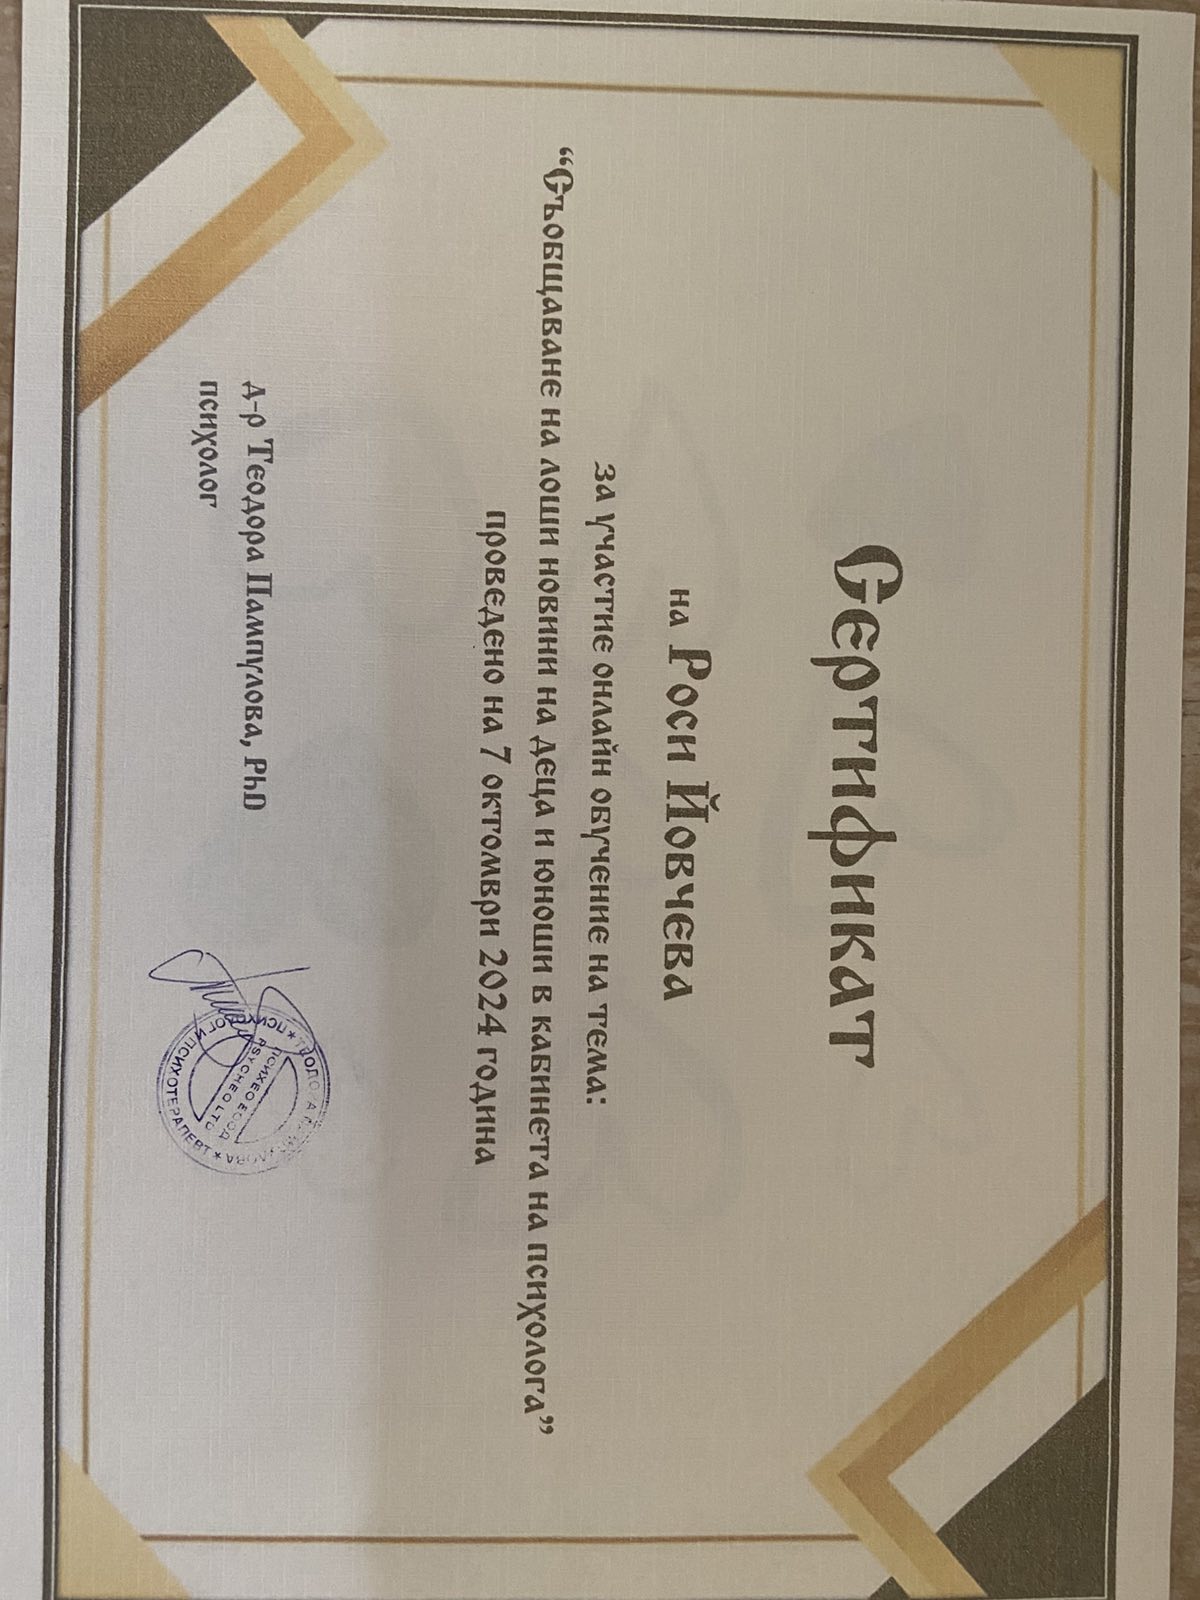 Сертификат
на Роси Йовчева
за участие онлайн обучение на тема:
“Съобщаване на лоши новини на деца и юноши в кабинета на психолога”
проведено на 7 октомври 2024 година
д-р Теодора Пампулова, PhD
психолог
ТЕОДОРА ПАМПУЛОВА
ПСИХОЛОГ И ПСИХОТЕРАПЕВТ
ПСИХЕО ЕООД
PSYCHEO LTD